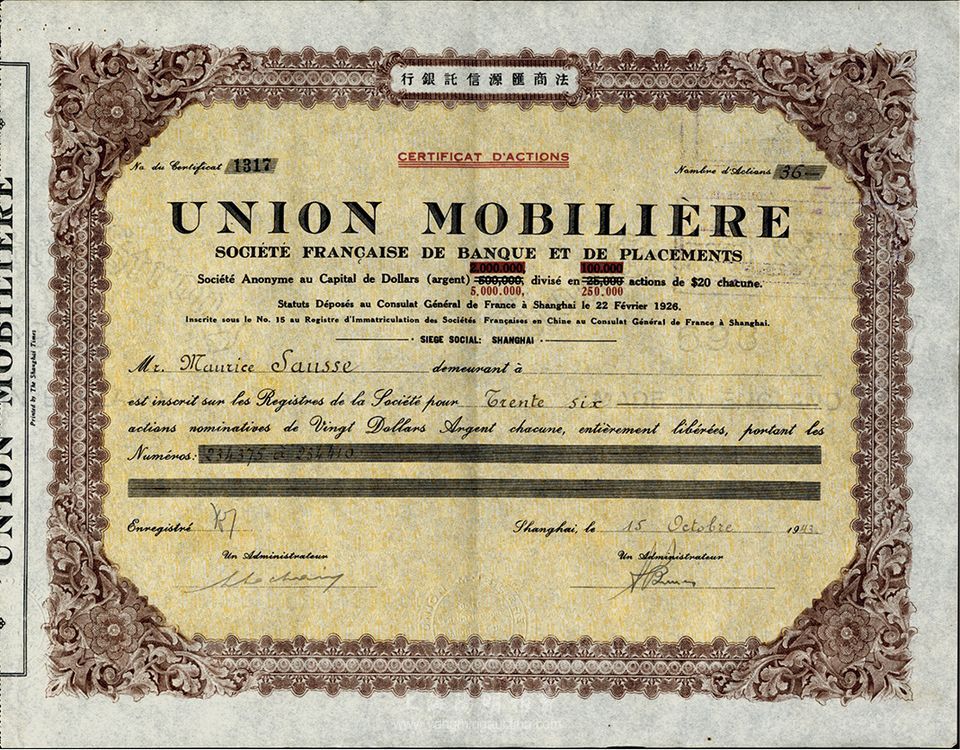 法商匯源信託銀行
No. du Certificat 1317
CERTIFICAT D'ACTIONS
Nombre d'Actions 36
UNION MOBILIÈRE
SOCIÉTÉ FRANÇAISE DE BANQUE ET DE PLACEMENTS
2.000.000, 100.000
Société Anonyme au Capital de Dollars (argent) 500,000, divisé en 25,000 actions de $20 chacune.
5,000.000, 250.000
Statuts Déposés au Consulat Général de France à Shanghai le 22 Février 1926.
Inscrite sous le No. 15 au Registre d'Immatriculation des Sociétés Françaises en Chine au Consulat Général de France à Shanghai.
SIEGE SOCIAL: SHANGHAI
Mr. Maurice Sausse demeurant à
est inscrit sur les Registres de la Société pour Trente six
actions nominatives de Vingt Dollars Argent chacune, entièrement libérées, portant les
Numéros: 234375 à 234410
Enregistré
Shanghai, le 15 Octobre 1943
Un Administrateur
Un Administrateur
UNION MOBILIÈRE
Printed by The Shanghai Times